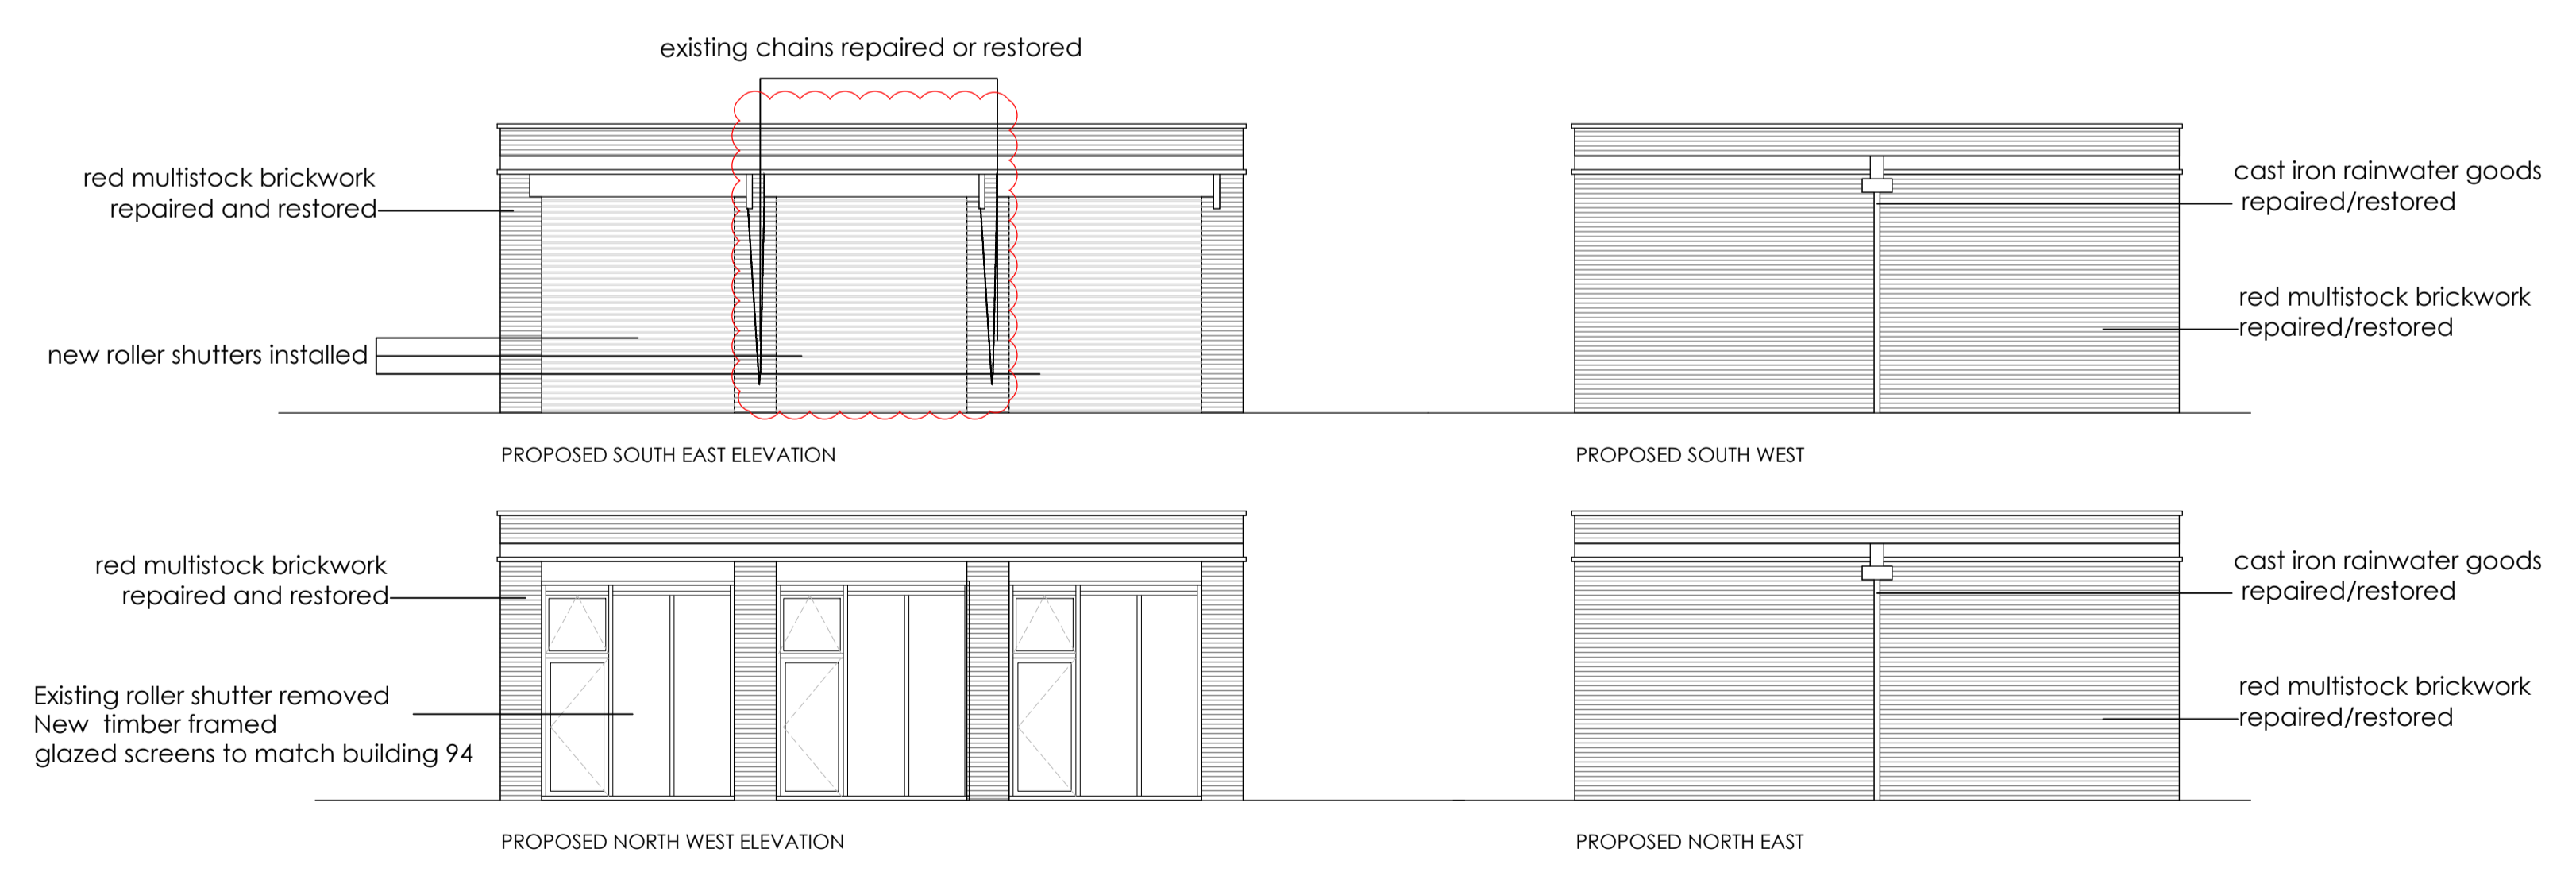 existing chains repaired or restored
red multistock brickwork
repaired and restored
new roller shutters installed
PROPOSED SOUTH EAST ELEVATION
cast iron rainwater goods
repaired/restored
red multistock brickwork
repaired/restored
PROPOSED SOUTH WEST
red multistock brickwork
repaired and restored
Existing roller shutter removed
New timber framed
glazed screens to match building 94
PROPOSED NORTH WEST ELEVATION
cast iron rainwater goods
repaired/restored
red multistock brickwork
repaired/restored
PROPOSED NORTH EAST